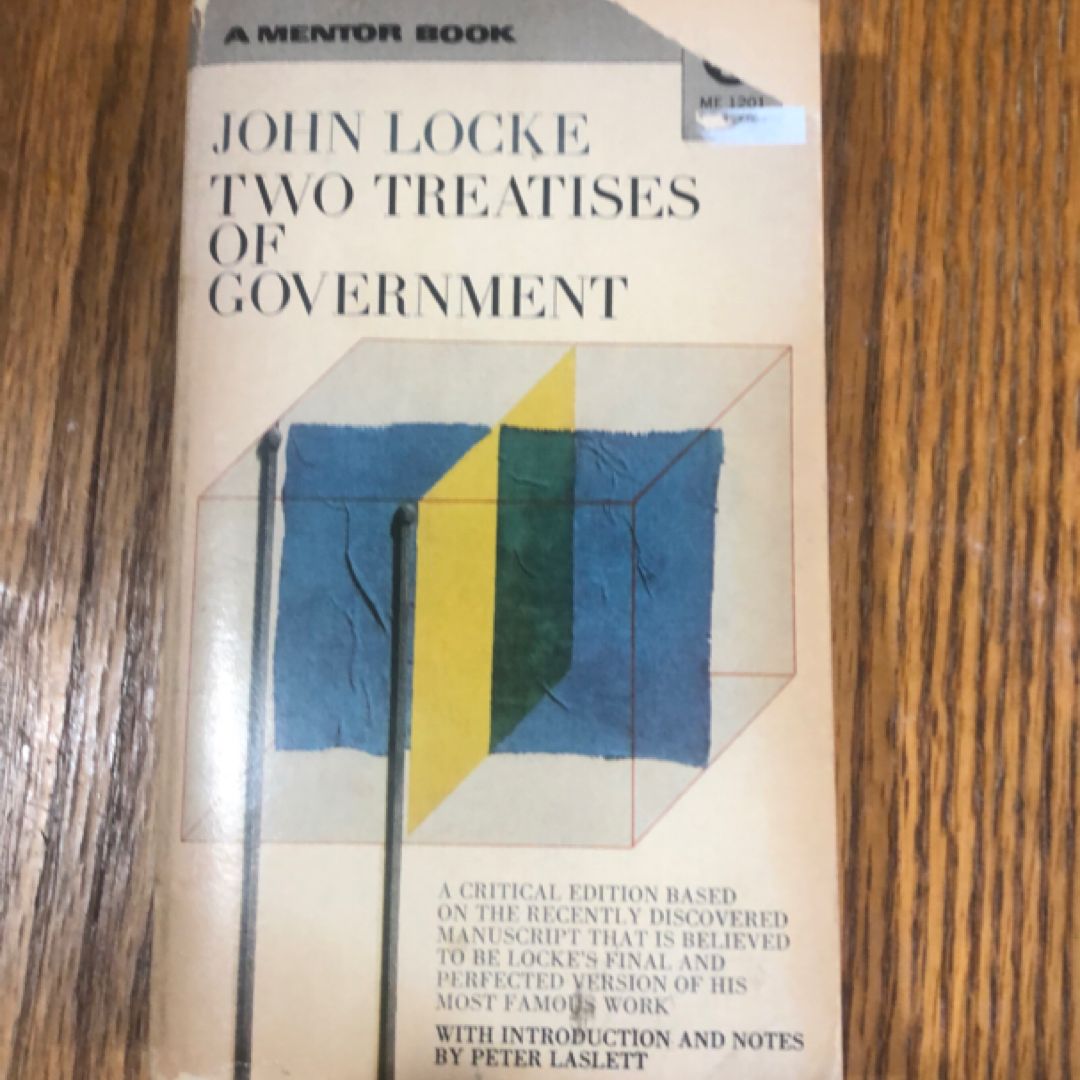 A MENTOR BOOK
ME 1201
JOHN LOCKE
TWO TREATISES
OF
GOVERNMENT
A CRITICAL EDITION BASED
ON THE RECENTLY DISCOVERED
MANUSCRIPT THAT IS BELIEVED
TO BE LOCKE'S FINAL AND
PERFECTED VERSION OF HIS
MOST FAMOUS WORK
WITH INTRODUCTION AND NOTES
BY PETER LASLETT